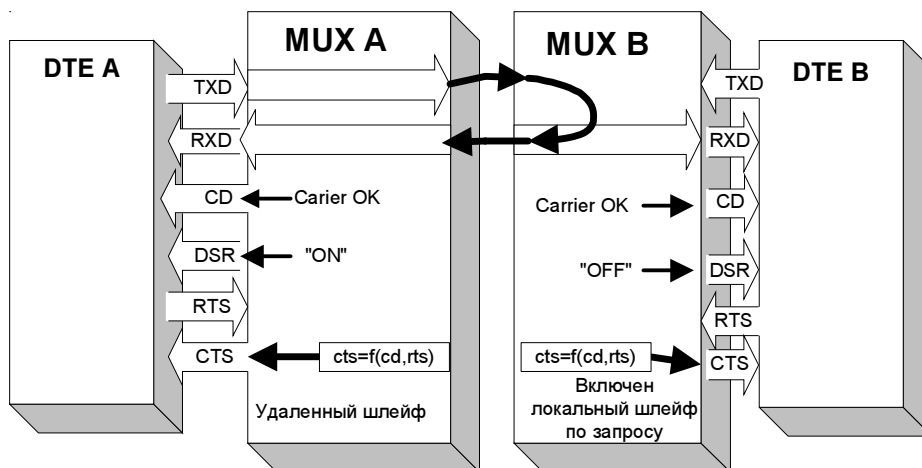 MUX A
MUX B
DTE A
DTE B
TXD
TXD
RXD
RXD
CD
Carier OK
Carrier OK
CD
DSR
"ON"
"OFF"
DSR
RTS
RTS
CTS
cts=f(cd,rts)
cts=f(cd,rts)
CTS
Удаленный шлейф
Включен
локальный шлейф
по запросу